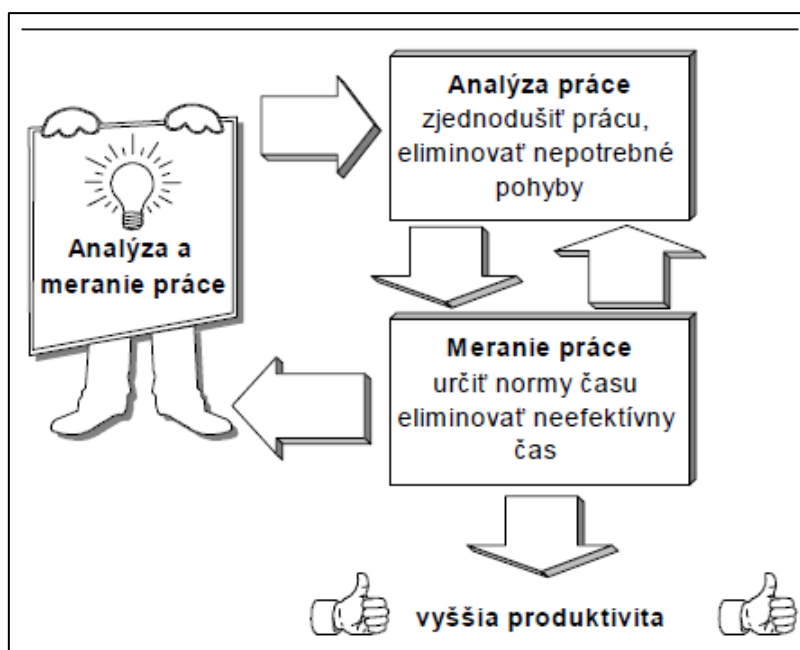 Analýza a
meranie práce
Analýza práce
zjednodušiť prácu,
eliminovať nepotrebné
pohyby
Meranie práce
určiť normy času
eliminovať neefektívny
čas
vyššia produktivita